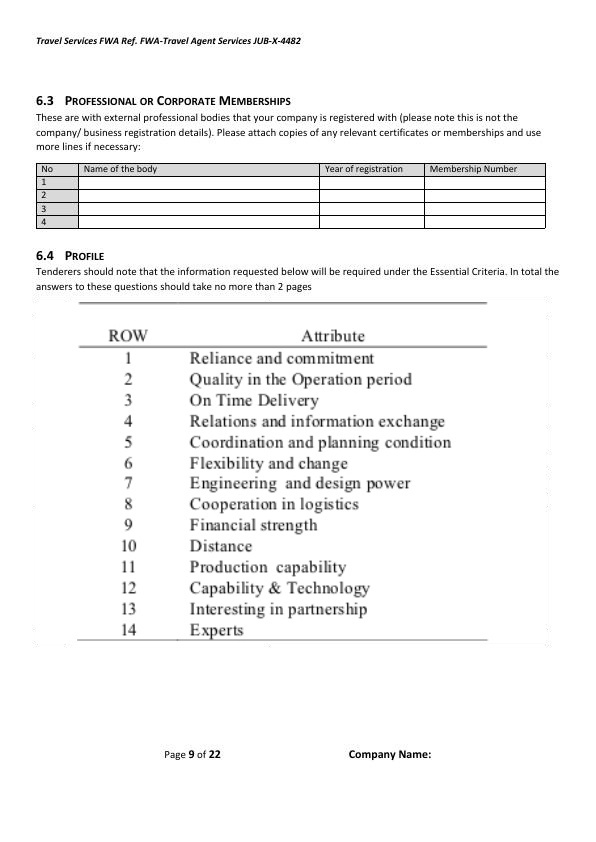 Travel Services FWA Ref. FWA-Travel Agent Services JUB-X-4482
6.3 PROFESSIONAL OR CORPORATE MEMBERSHIPS
These are with external professional bodies that your company is registered with (please note this is not the
company/ business registration details). Please attach copies of any relevant certificates or memberships and use
more lines if necessary:
No Name of the body Year of registration Membership Number
1
2
3
4
6.4 PROFILE
Tenderers should note that the information requested below will be required under the Essential Criteria. In total the
answers to these questions should take no more than 2 pages
ROW Attribute
1 Reliance and commitment
2 Quality in the Operation period
3 On Time Delivery
4 Relations and information exchange
5 Coordination and planning condition
6 Flexibility and change
7 Engineering and design power
8 Cooperation in logistics
9 Financial strength
10 Distance
11 Production capability
12 Capability & Technology
13 Interesting in partnership
14 Experts
Page 9 of 22 Company Name: